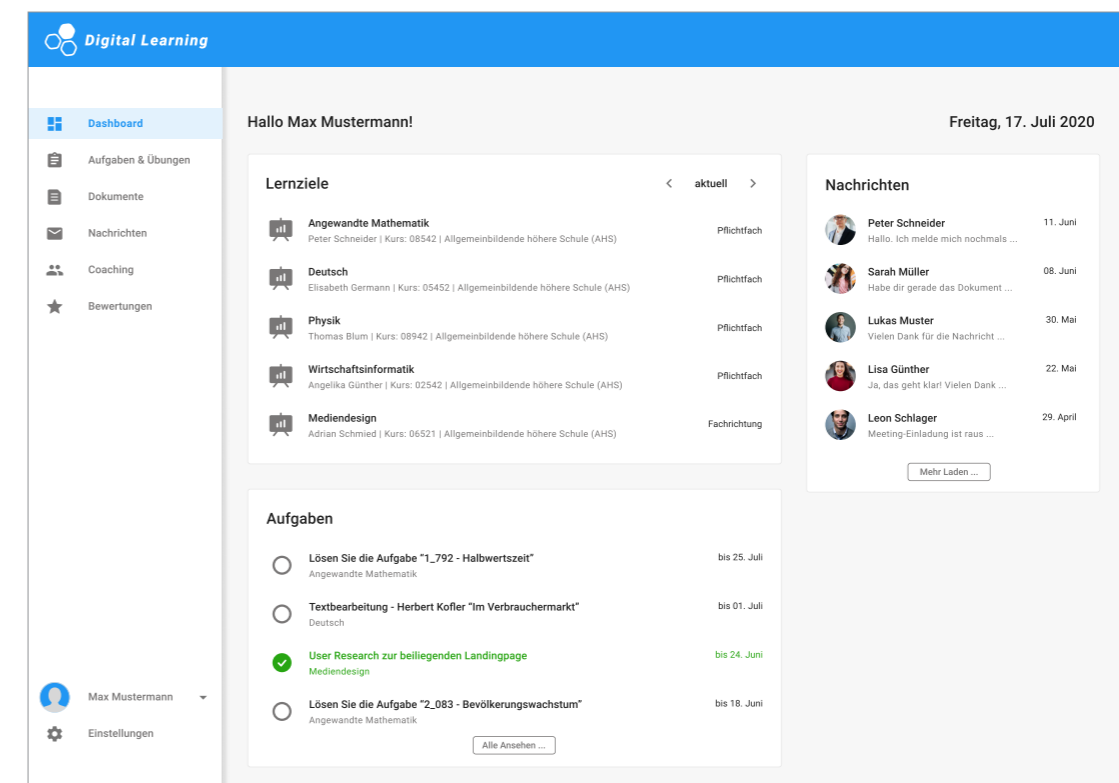 Digital Learning
Dashboard
Aufgaben & Übungen
Dokumente
Nachrichten
Coaching
Bewertungen
Max Mustermann
Einstellungen
Hallo Max Mustermann!
Freitag, 17. Juli 2020
Lernziele
aktuell
Angewandte Mathematik
Peter Schneider | Kurs: 08542 | Allgemeinbildende höhere Schule (AHS)
Pflichtfach
Deutsch
Elisabeth Germann | Kurs: 05452 | Allgemeinbildende höhere Schule (AHS)
Pflichtfach
Physik
Thomas Blum | Kurs: 08942 | Allgemeinbildende höhere Schule (AHS)
Pflichtfach
Wirtschaftsinformatik
Angelika Günther | Kurs: 02542 | Allgemeinbildende höhere Schule (AHS)
Pflichtfach
Mediendesign
Adrian Schmied | Kurs: 06521 | Allgemeinbildende höhere Schule (AHS)
Fachrichtung
Aufgaben
Lösen Sie die Aufgabe “1_792 - Halbwertszeit”
bis 25. Juli
Angewandte Mathematik
Textbearbeitung - Herbert Kofler “Im Verbrauchermarkt”
bis 01. Juli
Deutsch
User Research zur beiliegenden Landingpage
bis 24. Juni
Mediendesign
Lösen Sie die Aufgabe “2_083 - Bevölkerungswachstum”
bis 18. Juni
Angewandte Mathematik
Alle Ansehen ...
Nachrichten
Peter Schneider
11. Juni
Hallo. Ich melde mich nochmals ...
Sarah Müller
08. Juni
Habe dir gerade das Dokument ...
Lukas Muster
30. Mai
Vielen Dank für die Nachricht ...
Lisa Günther
22. Mai
Ja, das geht klar! Vielen Dank ...
Leon Schlager
29. April
Meeting-Einladung ist raus ...
Mehr Laden ...